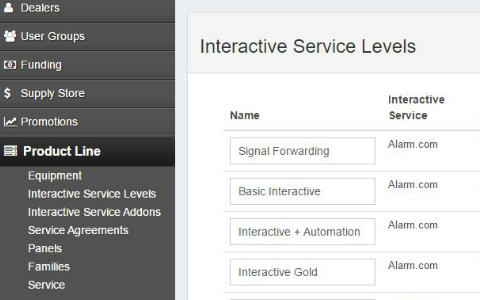 Dealers
User Groups
Funding
Supply Store
Promotions
Product Line
Equipment
Interactive Service Levels
Interactive Service Addons
Service Agreements
Panels
Families
Service
Interactive Service Levels
Name
Interactive
Service
Signal Forwarding
Alarm.com
Basic Interactive
Alarm.com
Interactive + Automation
Alarm.com
Interactive Gold
Alarm.com